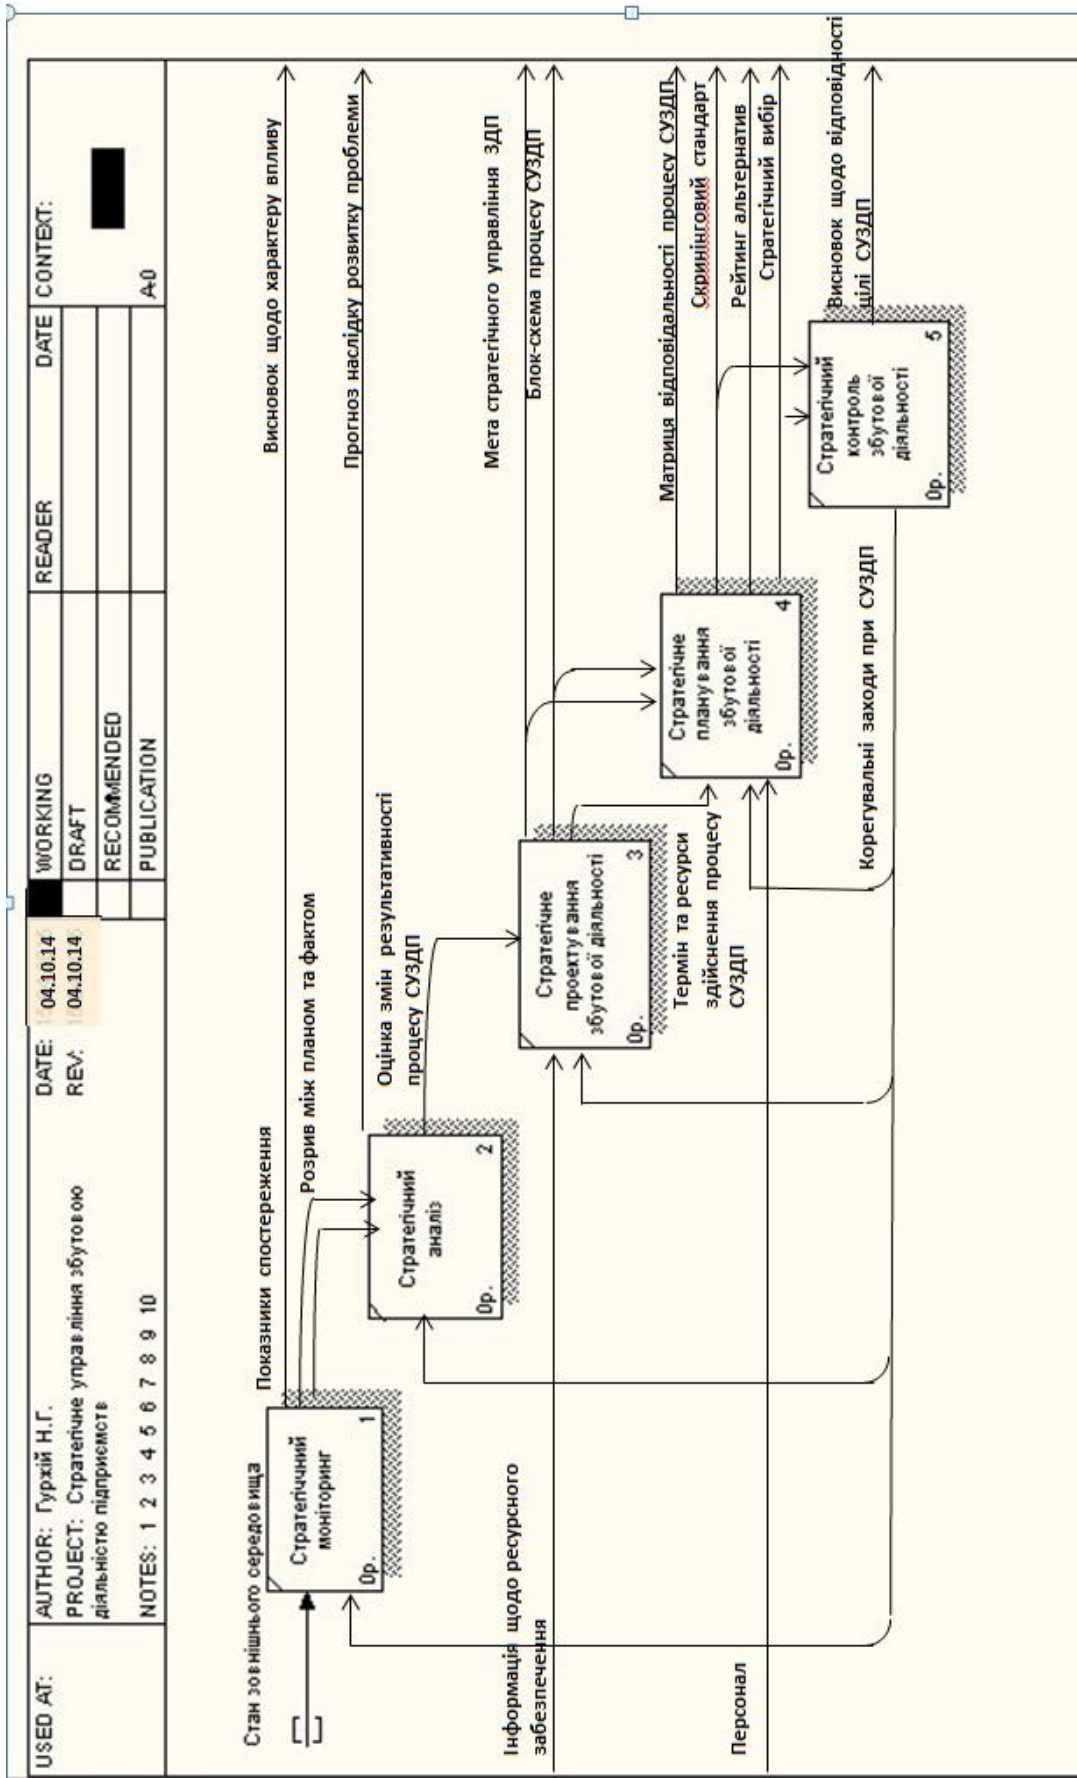 USED AT:
AUTHOR: Гурхій Н.Г.
DATE: 04.10.14
PROJECT: Стратегічне управління збутовою
діяльністю підприємств
REV: 04.10.14
NOTES: 1 2 3 4 5 6 7 8 9 10
WORKING
DRAFT
RECOMMENDED
PUBLICATION
READER
DATE
CONTEXT:
A-0
Стан зовнішнього середовища
Стратегіччний
моніторинг
0р.
1
Показники спостереження
Розрив між планом та фактом
Висновок щодо характеру впливу
Стратегічний
аналіз
0р.
2
Прогноз наслідку розвитку проблеми
Оцінка змін результативності
процесу СУЗДП
Інформація щодо ресурсного
забезпечення
Стратегічне
проектування
збутової діяльності
0р.
3
Мета стратегічного управління ЗДП
Блок-схема процесу СУЗДП
Термін та ресурси
здійснення процесу
СУЗДП
Персонал
Стратегічне
планування
збутової
діяльності
0р.
4
Матриця відповідальності процесу СУЗДП
Скринінговий стандарт
Рейтинг альтернатив
Стратегічний вибір
Стратегічний
контроль
збутової
діяльності
0р.
5
Висновок щодо відповідності
цілі СУЗДП
Корегувальні заходи при СУЗДП